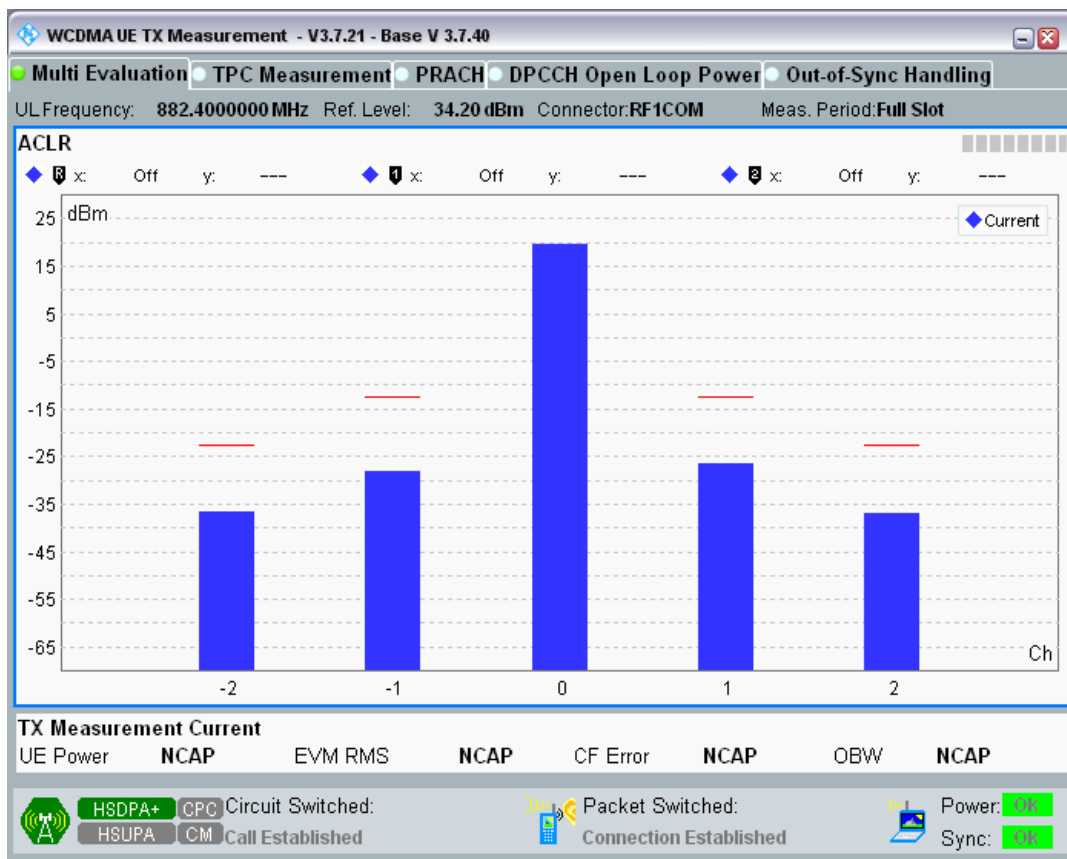 WCDMA UE TX Measurement - V3.7.21 - Base V 3.7.40
Multi Evaluation TPC Measurement PRACH DPCCH Open Loop Power Out-of-Sync Handling
UL Frequency: 882.4000000 MHz Ref. Level: 34.20 dBm Connector:RF1COM Meas. Period:Full Slot
ACLR
R x: Off y: --- 1 x: Off y: --- 2 x: Off y: ---
dBm
Current
25
15
5
-5
-15
-25
-35
-45
-55
-65
Ch
-2 -1 0 1 2
TX Measurement Current
UE Power NCAP EVM RMS NCAP CF Error NCAP OBW NCAP
HSDPA+ CPC Circuit Switched: Packet Switched: Power: OK
HSUPA CM Call Established Connection Established Sync: OK